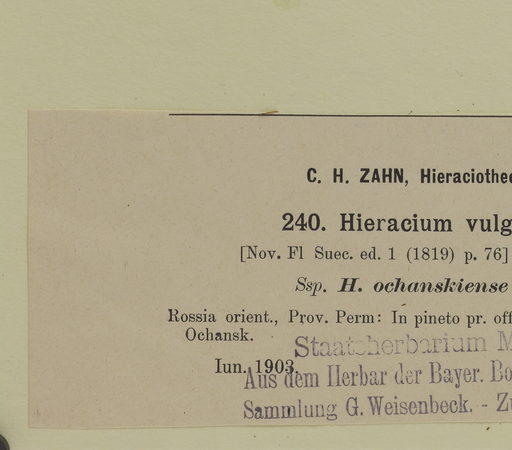 C. H. ZAHN, Hieraciothec
240. Hieracium vulg
[Nov. Fl Suec. ed. 1 (1819) p. 76]
Ssp. H. ochanskiense
Rossia orient., Prov. Perm: In pineto pr. off
Ochansk.
Staatsherbarium M
Iun. 1903.
Aus dem Herbar der Bayer. Bo
Sammlung G. Weisenbeck. - Zu